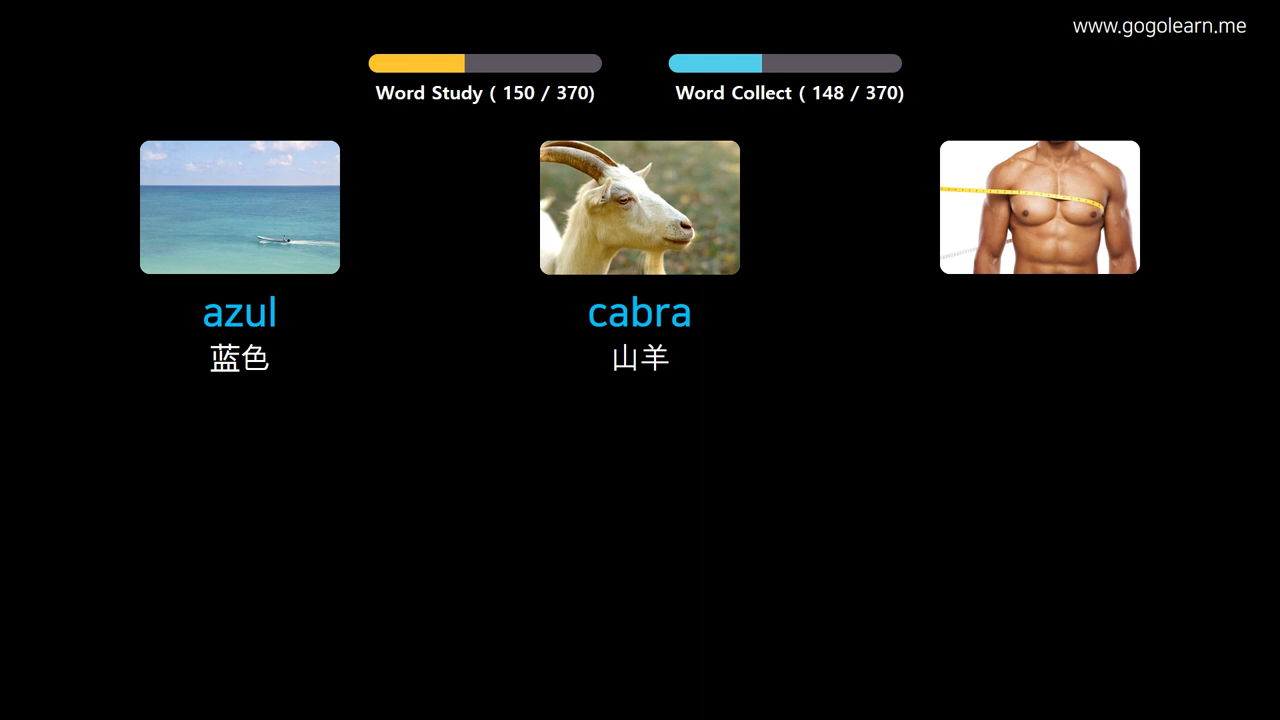 www.gogolearn.me
Word Study ( 150 / 370)
Word Collect ( 148 / 370)
azul
cabra
蓝色
山羊